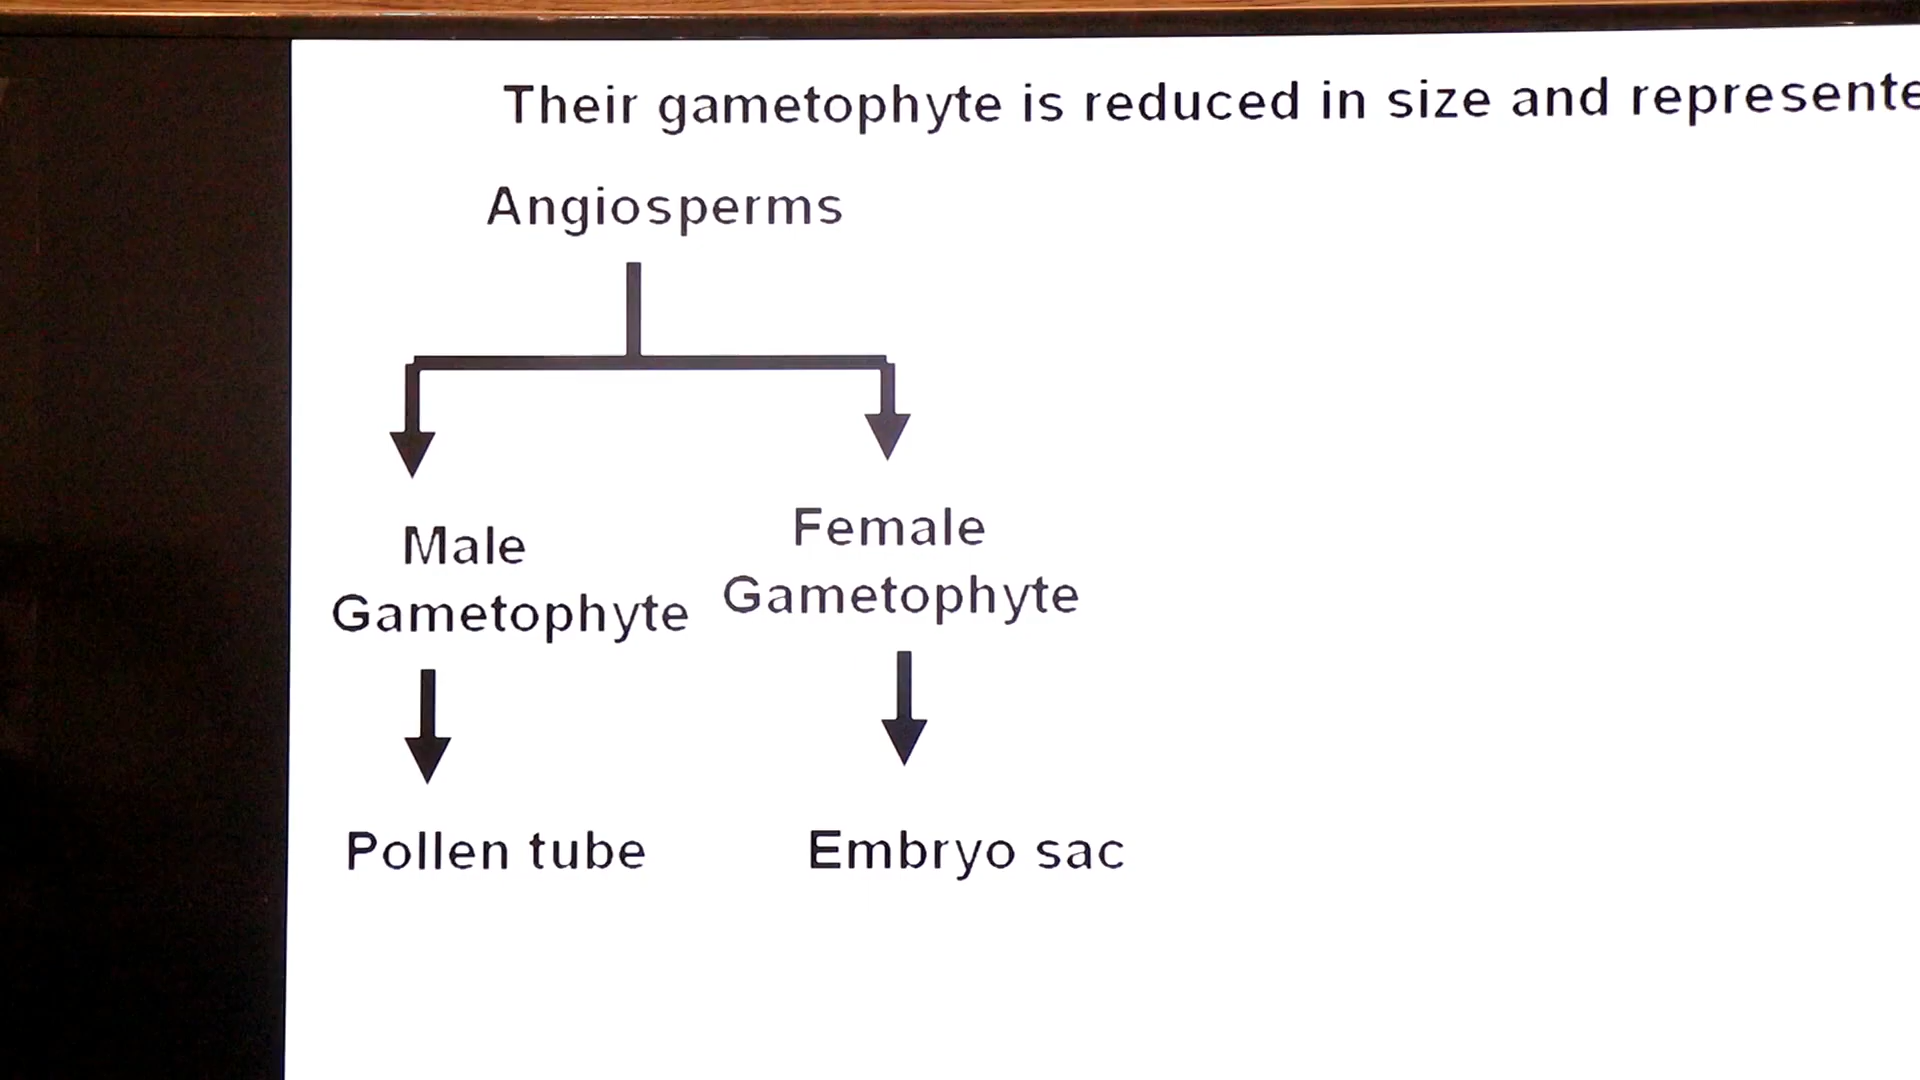 Their gametophyte is reduced in size and represente
Angiosperms
Male
Gametophyte
Female
Gametophyte
Pollen tube
Embryo sac